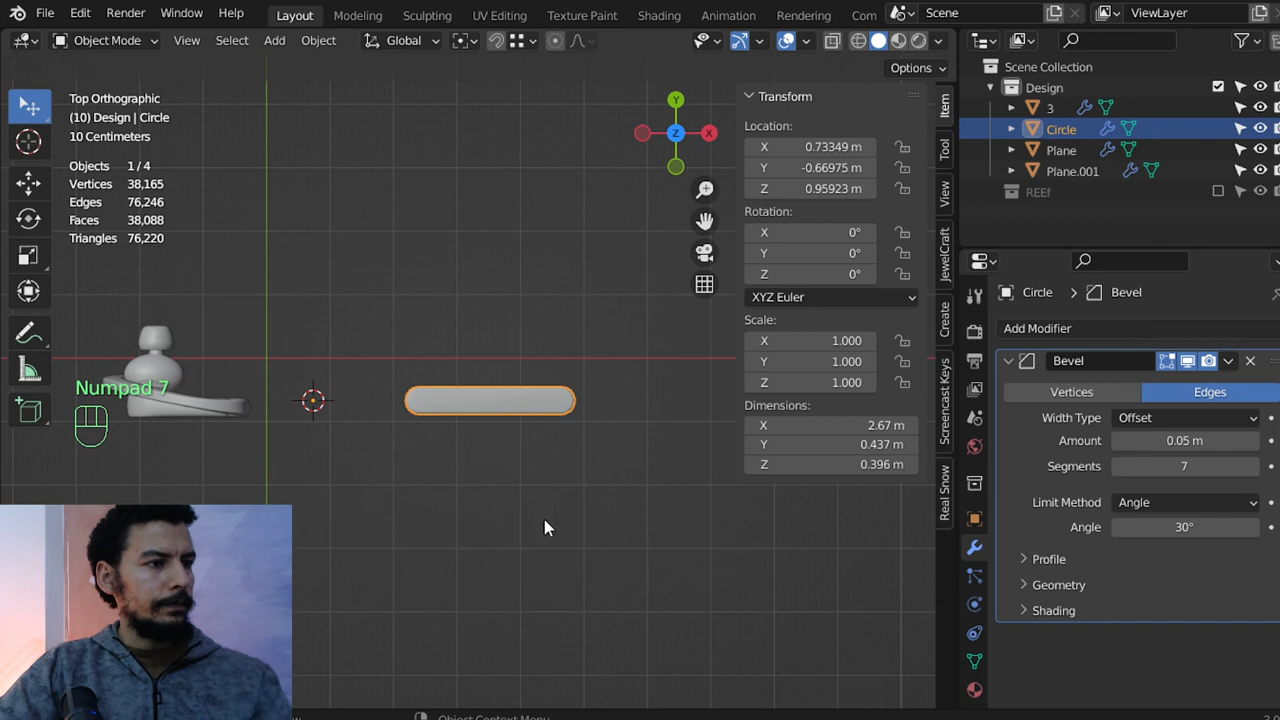 File Edit Render Window Help Layout Modeling Sculpting UV Editing Texture Paint Shading Animation Rendering Com Scene ViewLayer
Object Mode View Select Add Object Global
Options
Top Orthographic
(10) Design | Circle
10 Centimeters
Objects 1 / 4
Vertices 38,165
Edges 76,246
Faces 38,088
Triangles 76,220
Numpad 7
Y
X
Z
Transform
Location:
X 0.73349 m
Y -0.66975 m
Z 0.95923 m
Rotation:
X 0°
Y 0°
Z 0°
XYZ Euler
Scale:
X 1.000
Y 1.000
Z 1.000
Dimensions:
X 2.67 m
Y 0.437 m
Z 0.396 m
Item
Tool
View
JewelCraft
Create
Screencast Keys
Real Snow
Scene Collection
Design
3
Circle
Plane
Plane.001
REEf
Circle > Bevel
Add Modifier
Bevel
Vertices Edges
Width Type Offset
Amount 0.05 m
Segments 7
Limit Method Angle
Angle 30°
Profile
Geometry
Shading